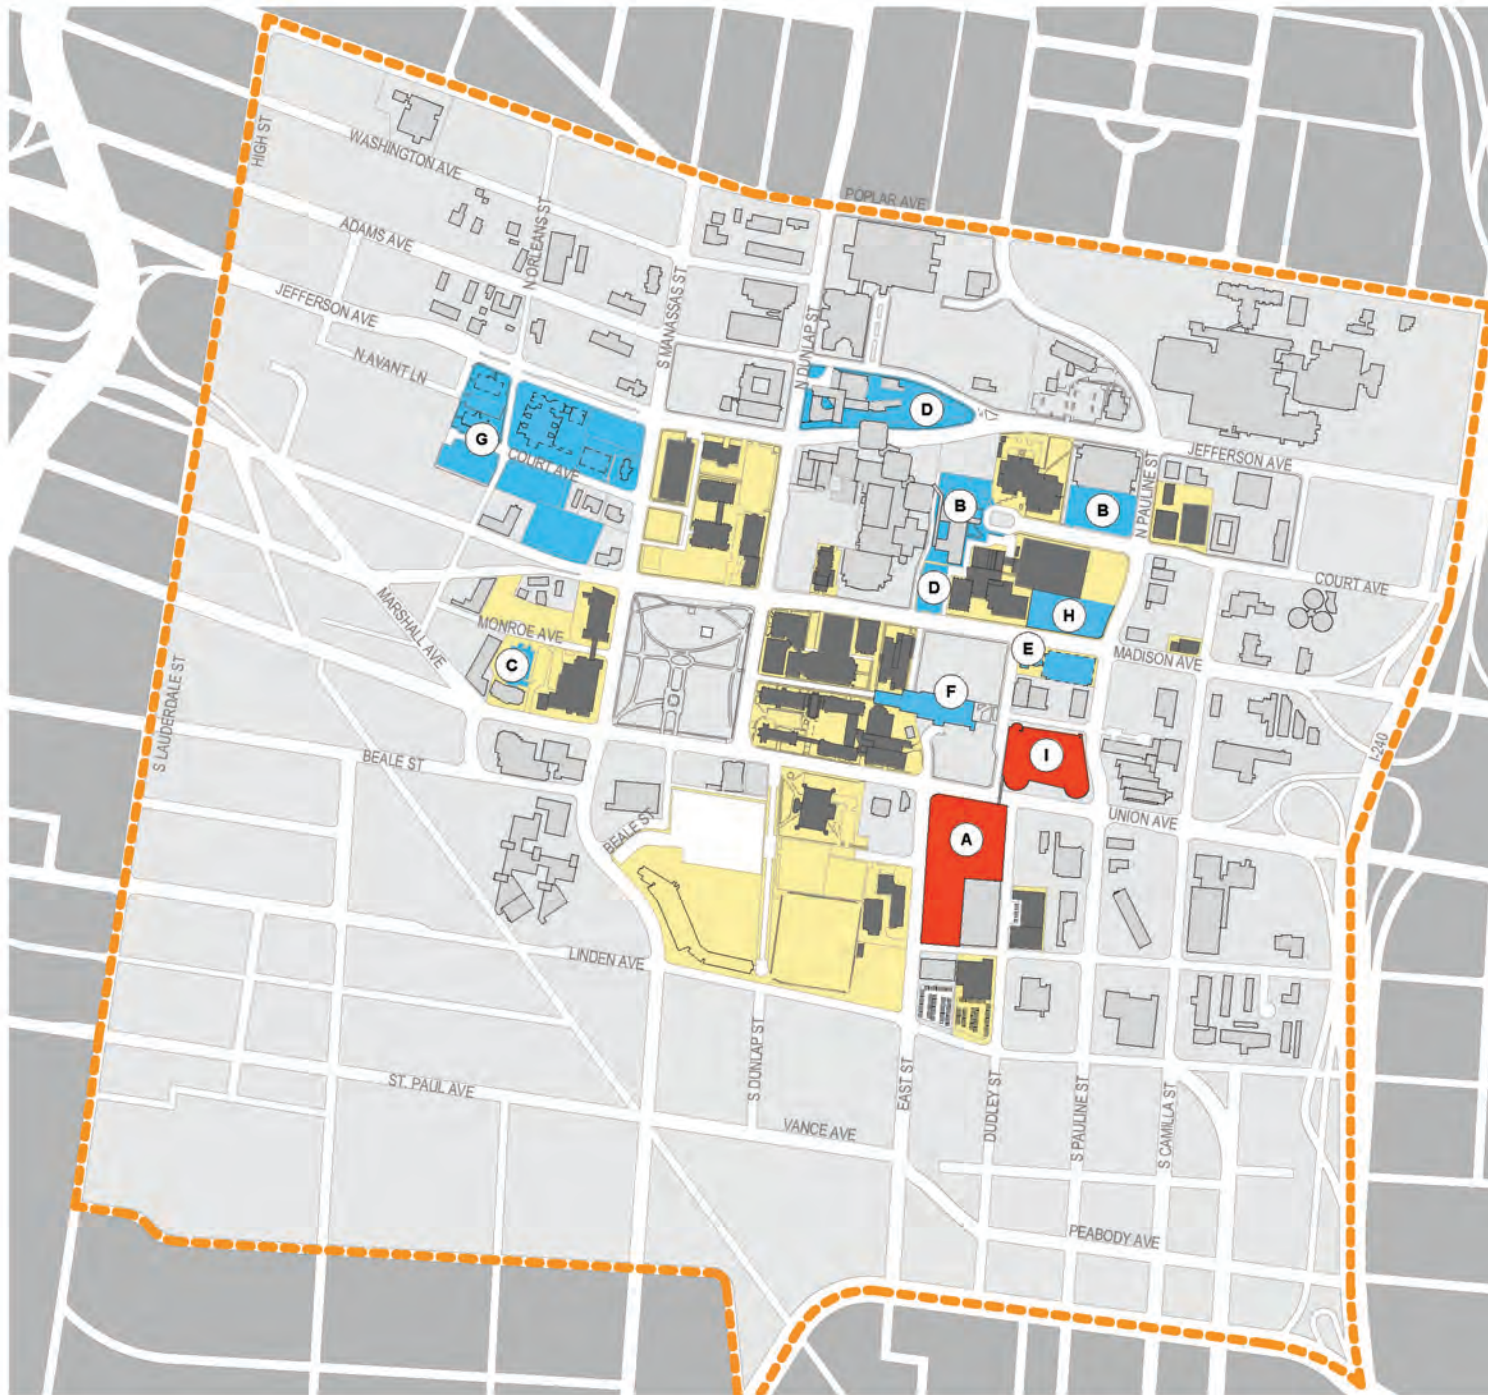 POPLAR AVE
HIGH ST
WASHINGTON AVE
N ORLEANS ST
ADAMS AVE
S MANASSAS ST
JEFFERSON AVE
N DUNLAP ST
N AVANT LN
D
G
COURT AVE
JEFFERSON AVE
N PAULINE ST
B
B
COURT AVE
D
H
MARSHALL AVE
MONROE AVE
E
MADISON AVE
C
F
S LAUDERDALE ST
I-240
BEALE ST
I
UNION AVE
BEALE ST
A
LINDEN AVE
S DUNLAP ST
EAST ST
ST. PAUL AVE
DUDLEY ST
S PAULINE ST
S CAMILLA ST
VANCE AVE
PEABODY AVE